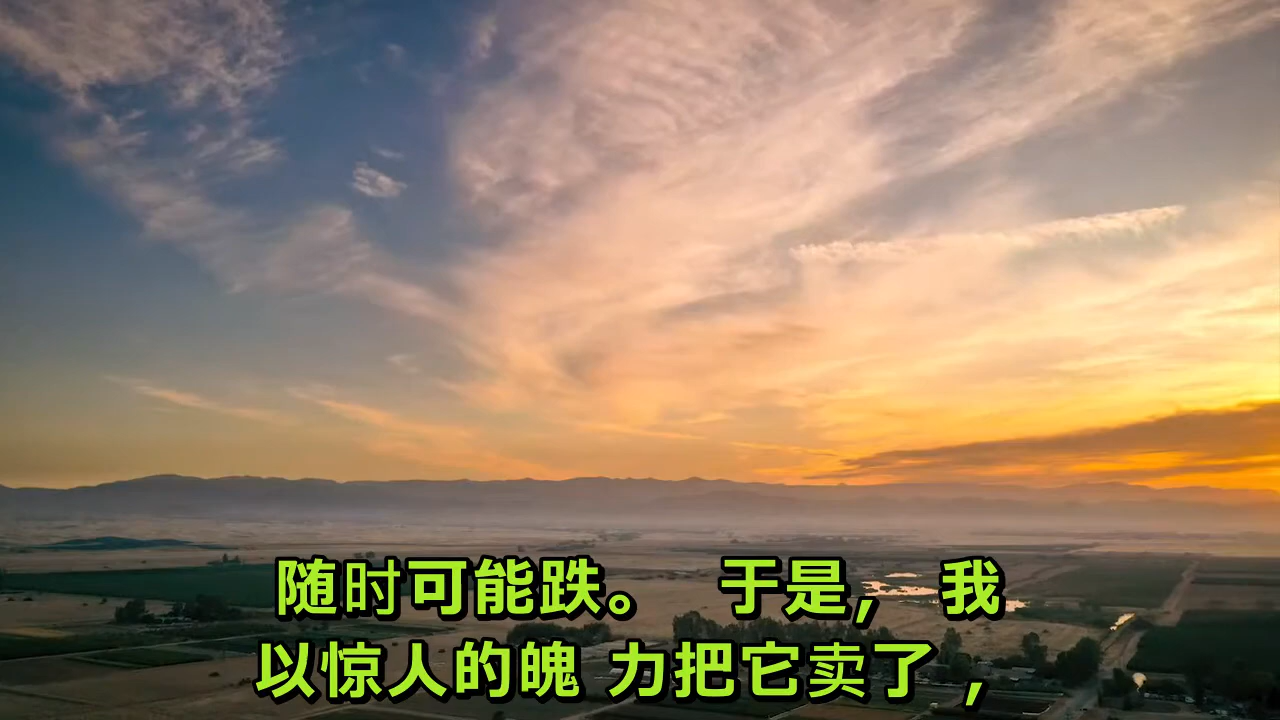 随时可能跌。 于是, 我
以惊人的魄 力把它卖了 ,